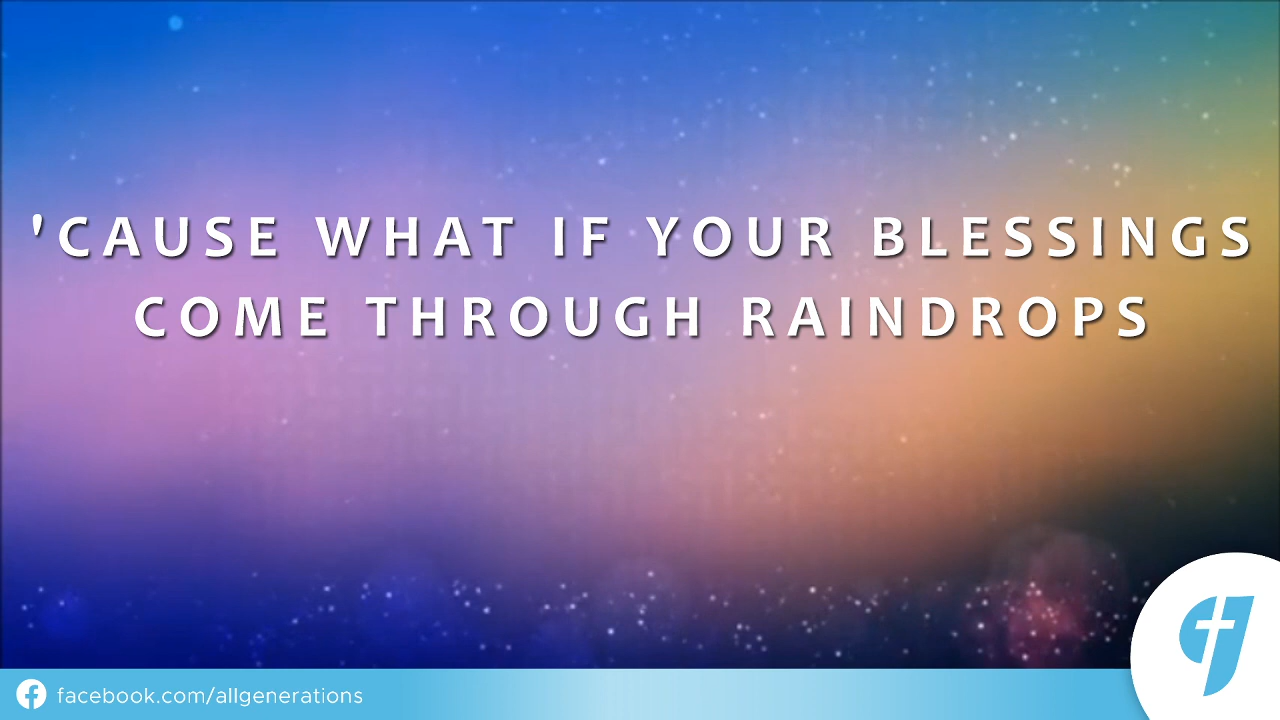 'CAUSE WHAT IF YOUR BLESSINGS
COME THROUGH RAINDROPS
facebook.com/allgenerations